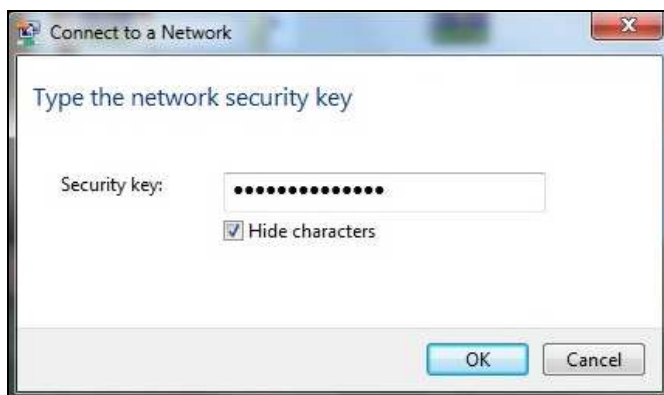 Connect to a Network
Type the network security key
Security key: ••••••••••••••
Hide characters
OK Cancel